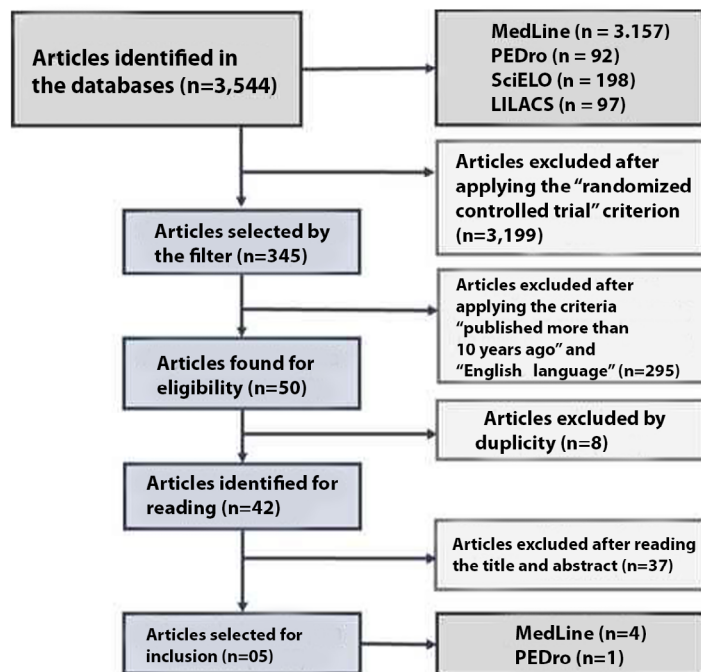 Articles identified in
the databases (n=3,544)
MedLine (n = 3.157)
PEDro (n = 92)
SciELO (n = 198)
LILACS (n = 97)
Articles excluded after
applying the “randomized
controlled trial” criterion
(n=3,199)
Articles selected by
the filter (n=345)
Articles excluded after
applying the criteria
“published more than
10 years ago” and
“English language” (n=295)
Articles found for
eligibility (n=50)
Articles excluded by
duplicity (n=8)
Articles identified for
reading (n=42)
Articles excluded after reading
the title and abstract (n=37)
Articles selected for
inclusion (n=05)
MedLine (n=4)
PEDro (n=1)